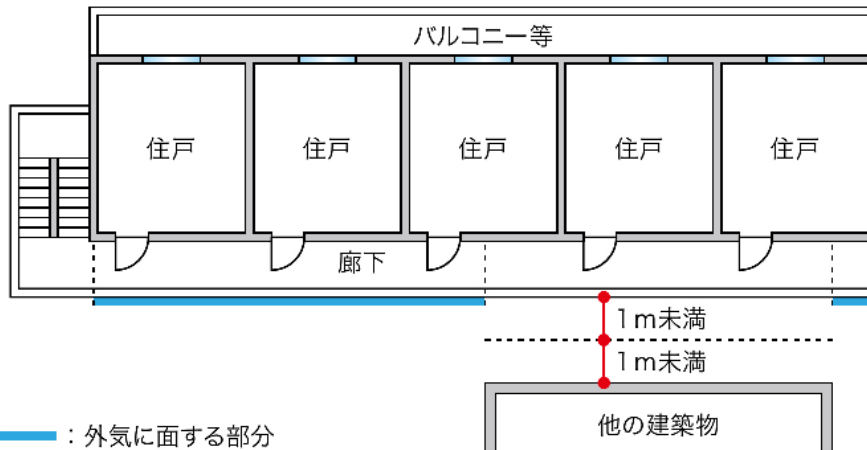 バルコニー等
住戸
住戸
住戸
住戸
住戸
廊下
1m未満
1m未満
他の建築物
：外気に面する部分